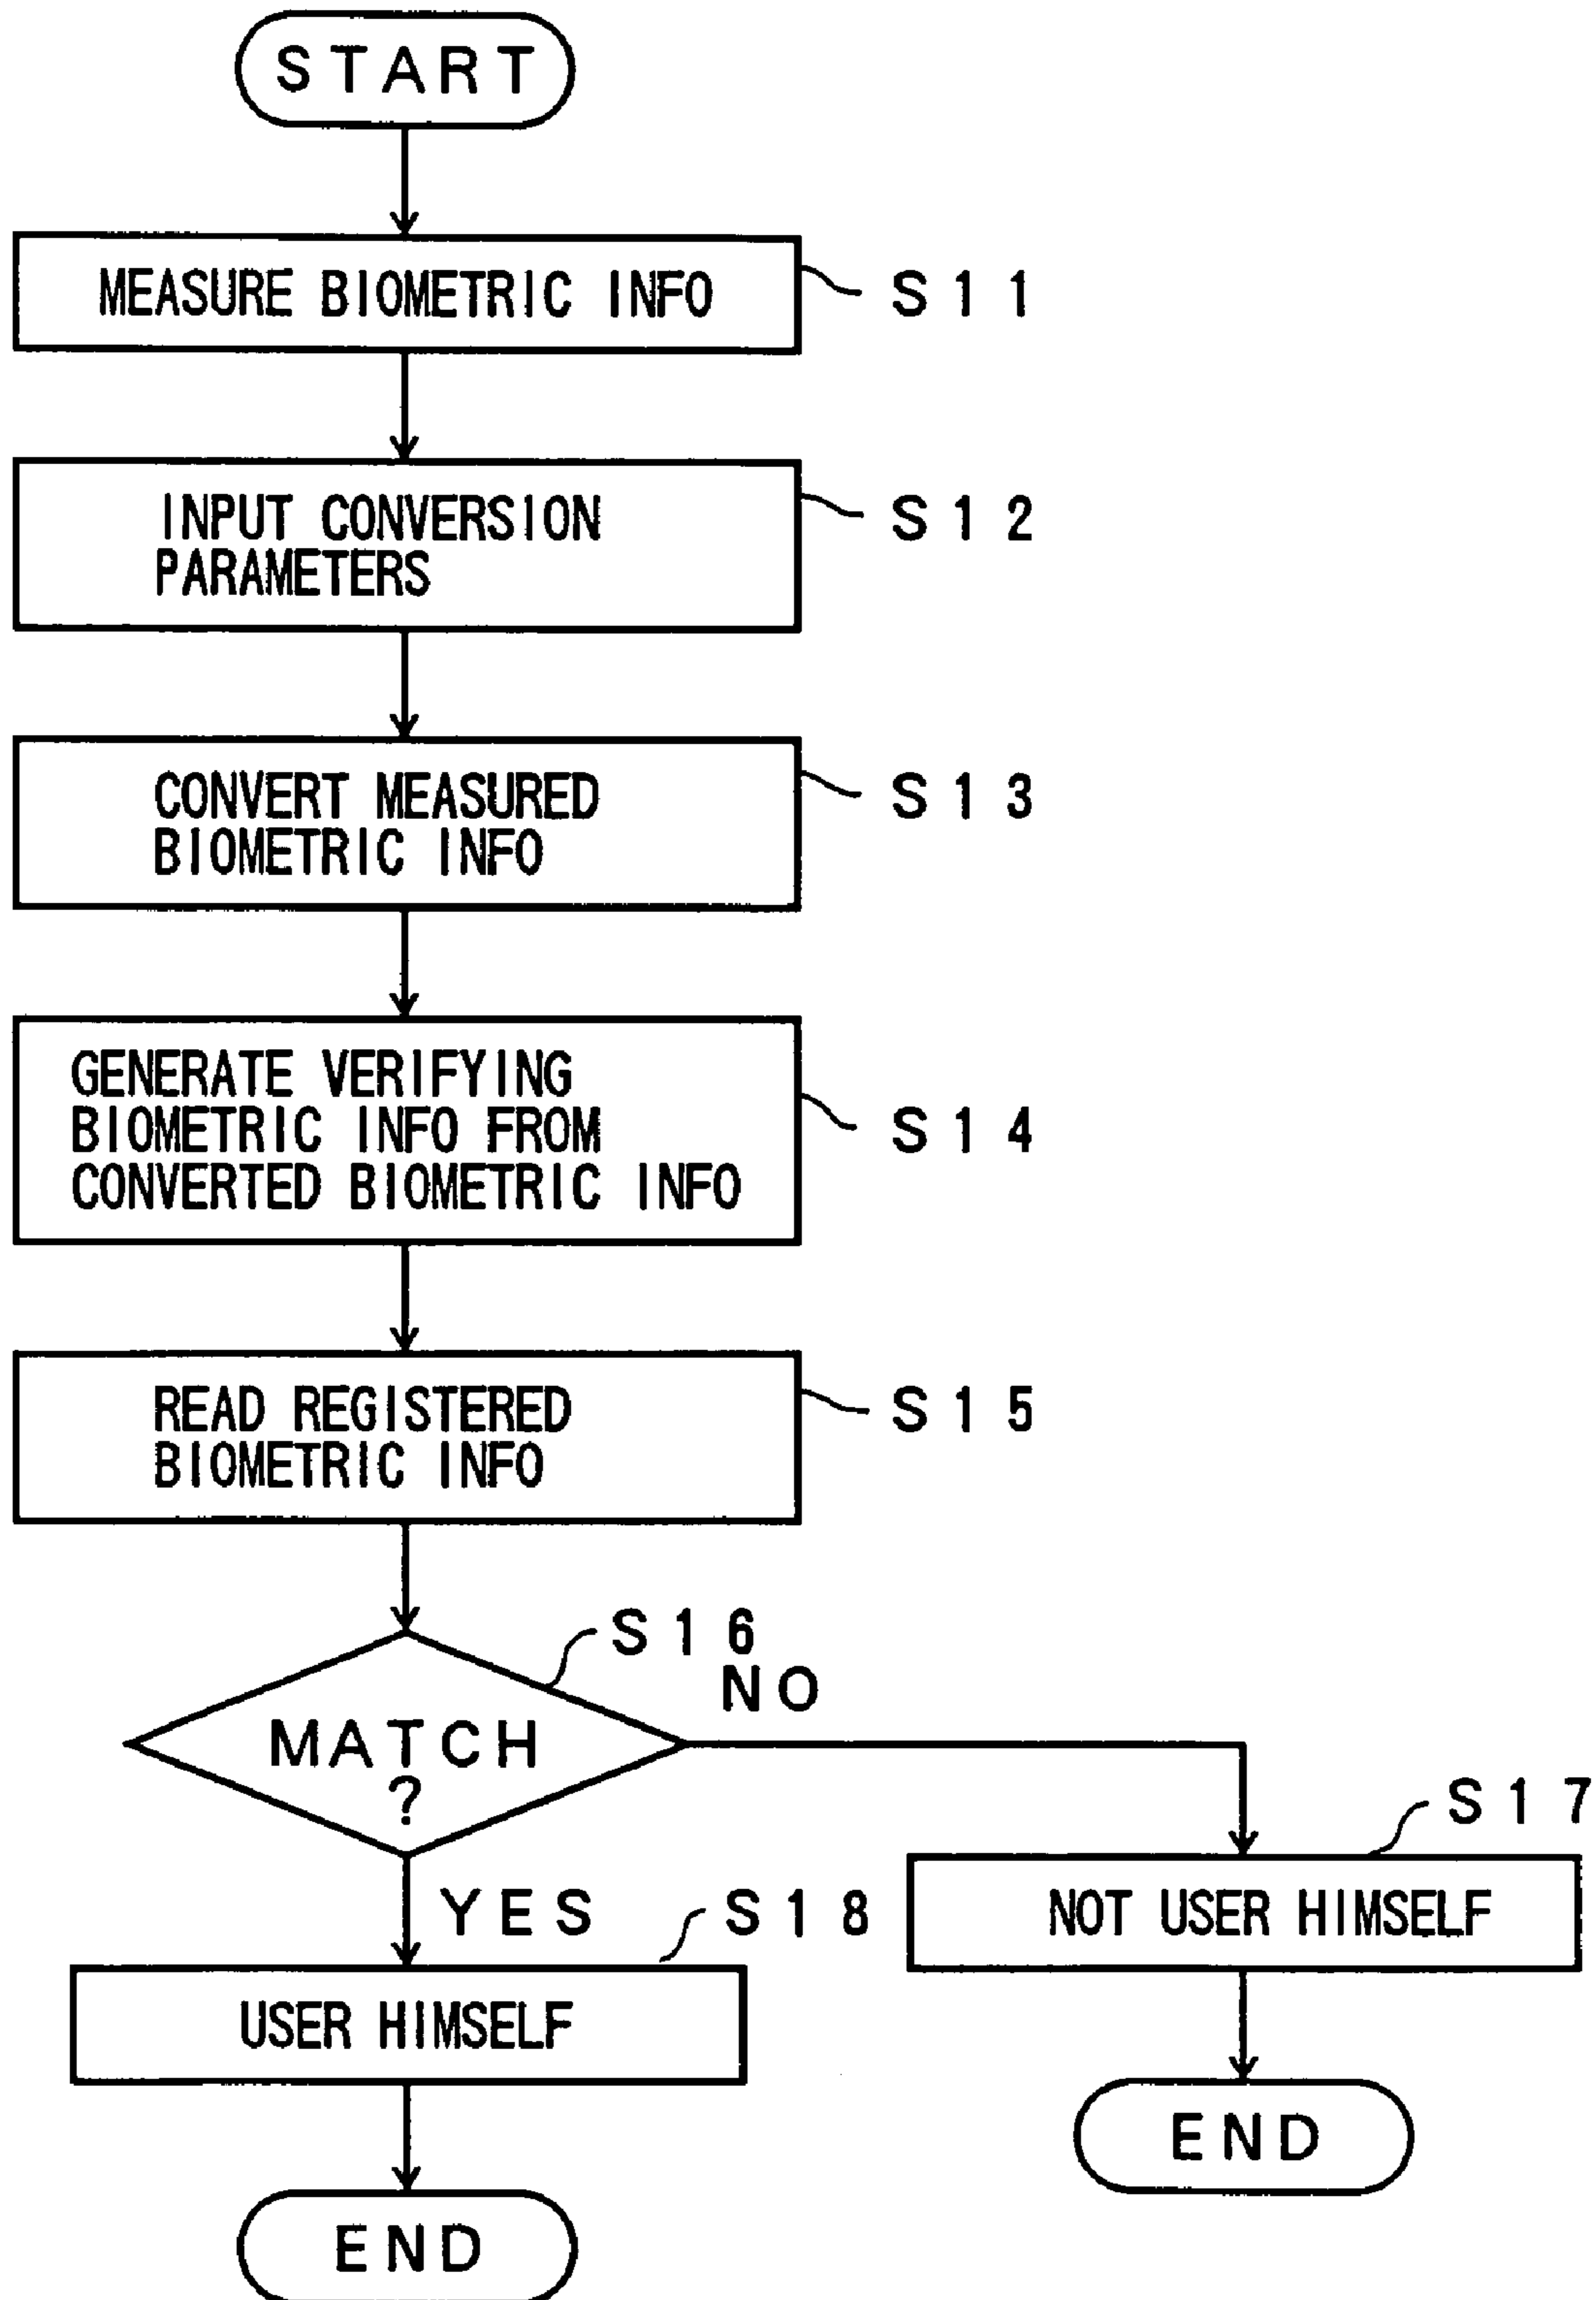 START
MEASURE BIOMETRIC INFO
S11
INPUT CONVERSION
PARAMETERS
S12
CONVERT MEASURED
BIOMETRIC INFO
S13
GENERATE VERIFYING
BIOMETRIC INFO FROM
CONVERTED BIOMETRIC INFO
S14
READ REGISTERED
BIOMETRIC INFO
S15
S16
NO
MATCH
?
S17
YES
S18
NOT USER HIMSELF
USER HIMSELF
END
END